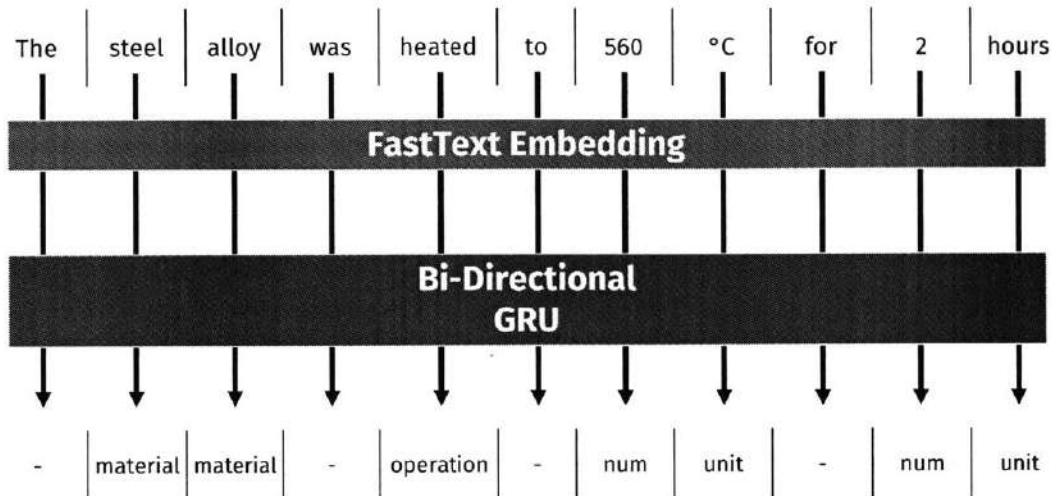 The steel alloy was heated to 560 °C for 2 hours
FastText Embedding
Bi-Directional
GRU
- material material - operation - num unit - num unit